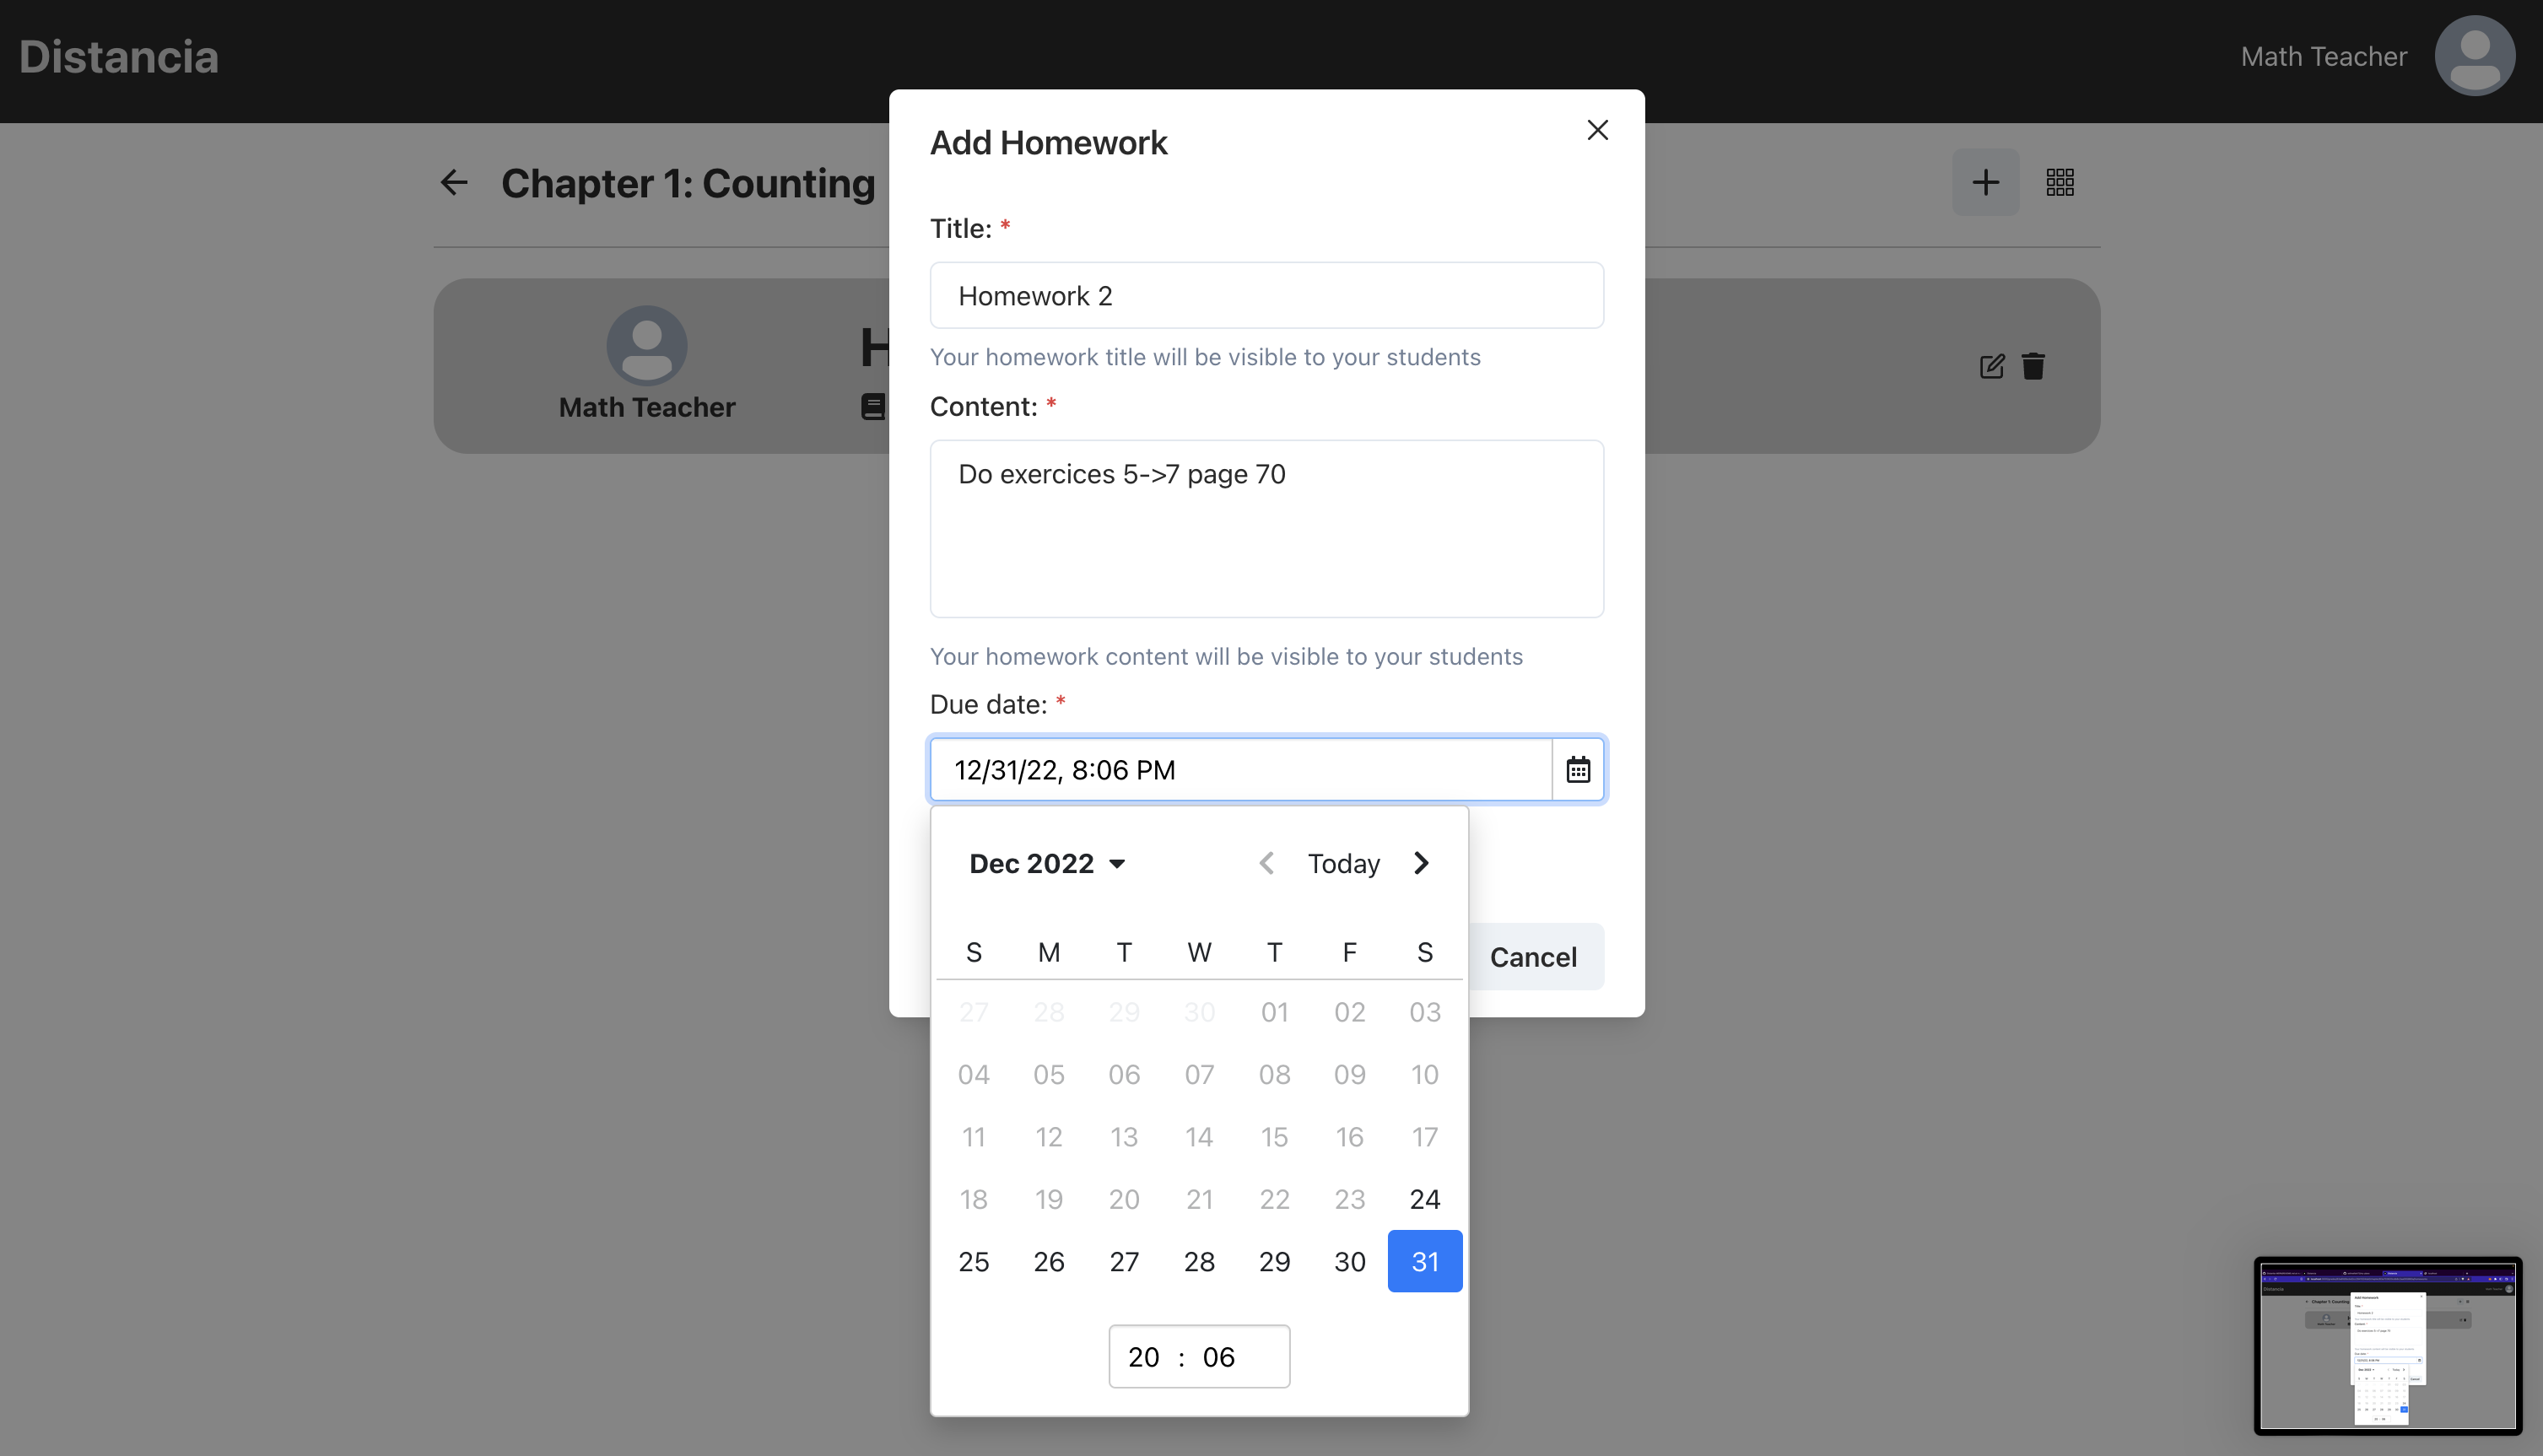 Distancia
Math Teacher
Add Homework
Chapter 1: Counting
Title: *
Homework 2
Your homework title will be visible to your students
H
Math Teacher
Content: *
Do exercices 5->7 page 70
Your homework content will be visible to your students
Due date: *
12/31/22, 8:06 PM
Dec 2022
Today
S M T W T F S
27 28 29 30 01 02 03
04 05 06 07 08 09 10
11 12 13 14 15 16 17
18 19 20 21 22 23 24
25 26 27 28 29 30 31
20 : 06
Cancel